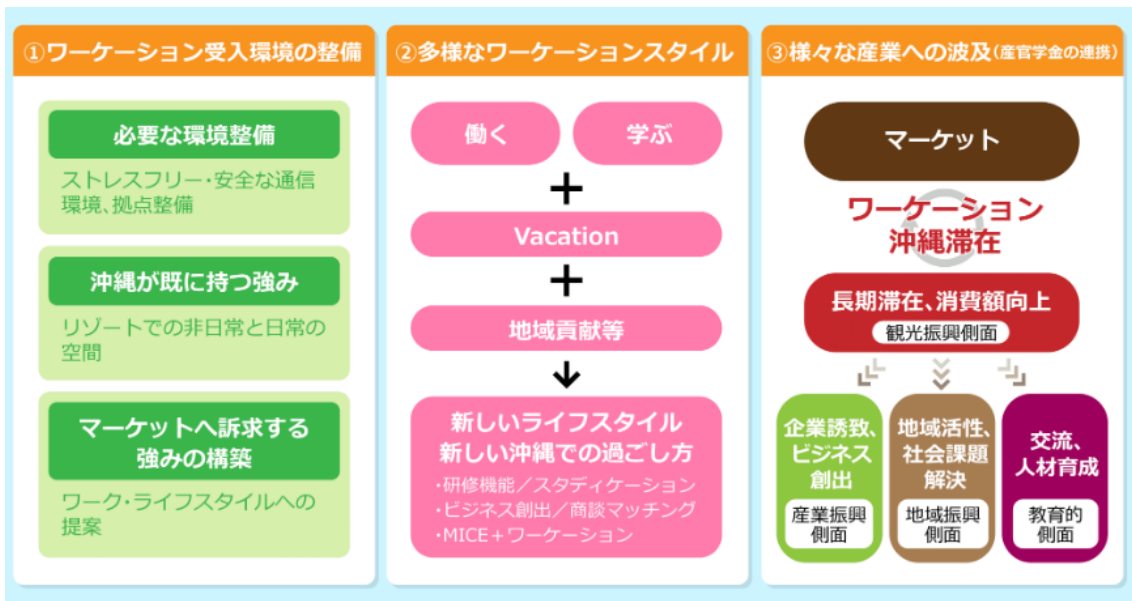 ①ワーケーション受入環境の整備
必要な環境整備
ストレスフリー・安全な通信
環境、拠点整備
沖縄が既に持つ強み
リゾートでの非日常と日常の
空間
マーケットへ訴求する
強みの構築
ワーク・ライフスタイルへの
提案
②多様なワーケーションスタイル
働く
学ぶ
+
Vacation
+
地域貢献等
↓
新しいライフスタイル
新しい沖縄での過ごし方
・研修機能／スタディケーション
・ビジネス創出／商談マッチング
・MICE+ワーケーション
③様々な産業への波及(産官学金の連携)
マーケット
ワーケーション
沖縄滞在
長期滞在、消費額向上
観光振興側面
企業誘致、
ビジネス
創出
産業振興
側面
地域活性、
社会課題
解決
地域振興
側面
交流、
人材育成
教育的
側面